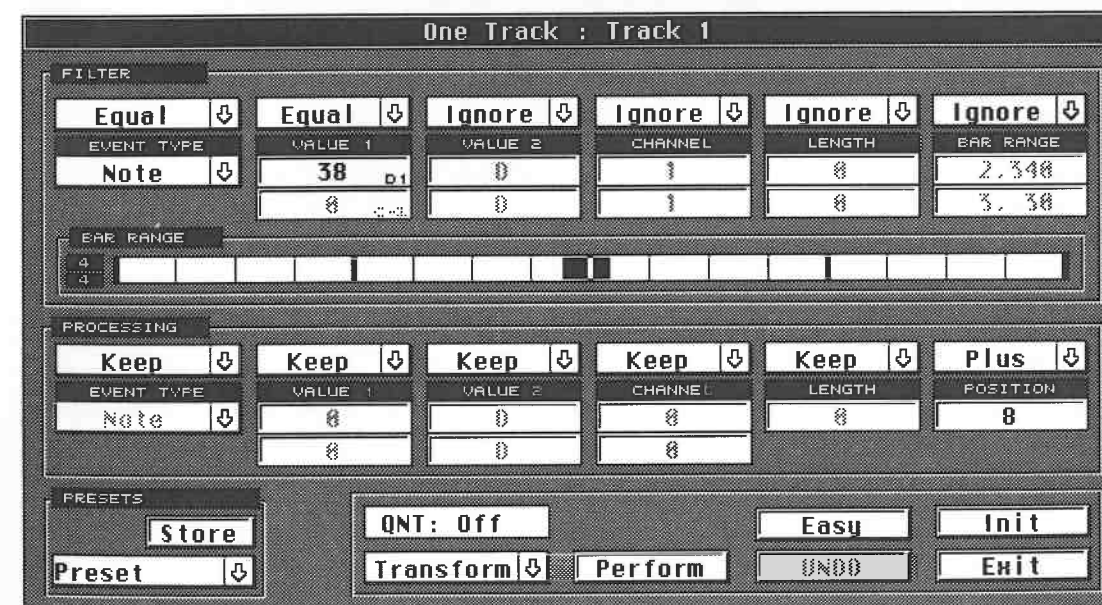 One Track : Track 1
FILTER
Equal Equal Ignore Ignore Ignore Ignore
EVENT TYPE VALUE 1 VALUE 2 CHANNEL LENGTH BAR RANGE
Note 38 D1 0 1 0 2,340
0 C-1 0 1 0 3, 30
BAR RANGE
4
4
PROCESSING
Keep Keep Keep Keep Keep Plus
EVENT TYPE VALUE 1 VALUE 2 CHANNEL LENGTH POSITION
Note 0 0 0 0 8
0 0 0
PRESETS
Store QNT: Off Easy Init
Preset Transform Perform UNDO Exit